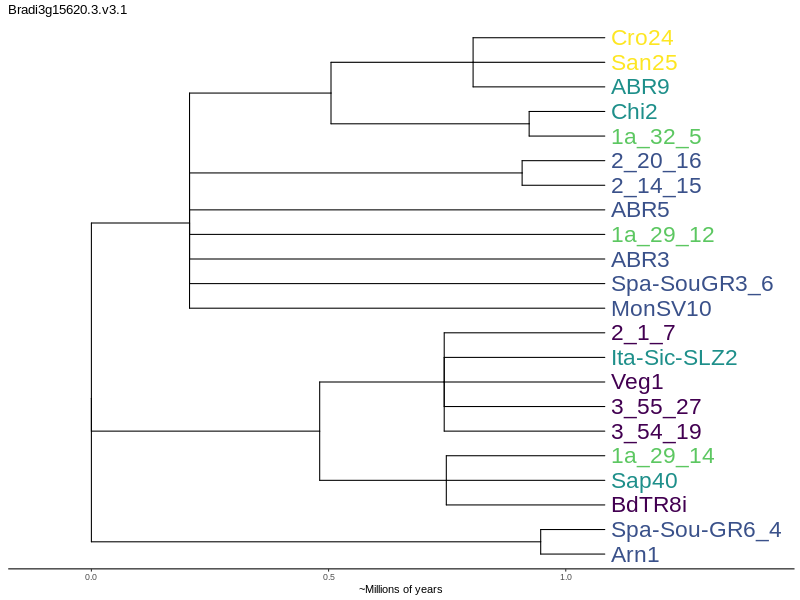 Bradi3g15620.3.v3.1
Cro24
San25
ABR9
Chi2
1a_32_5
2_20_16
2_14_15
ABR5
1a_29_12
ABR3
Spa-SouGR3_6
MonSV10
2_1_7
Ita-Sic-SLZ2
Veg1
3_55_27
3_54_19
1a_29_14
Sap40
BdTR8i
Spa-Sou-GR6_4
Arn1
0.0 0.5 1.0
~Millions of years